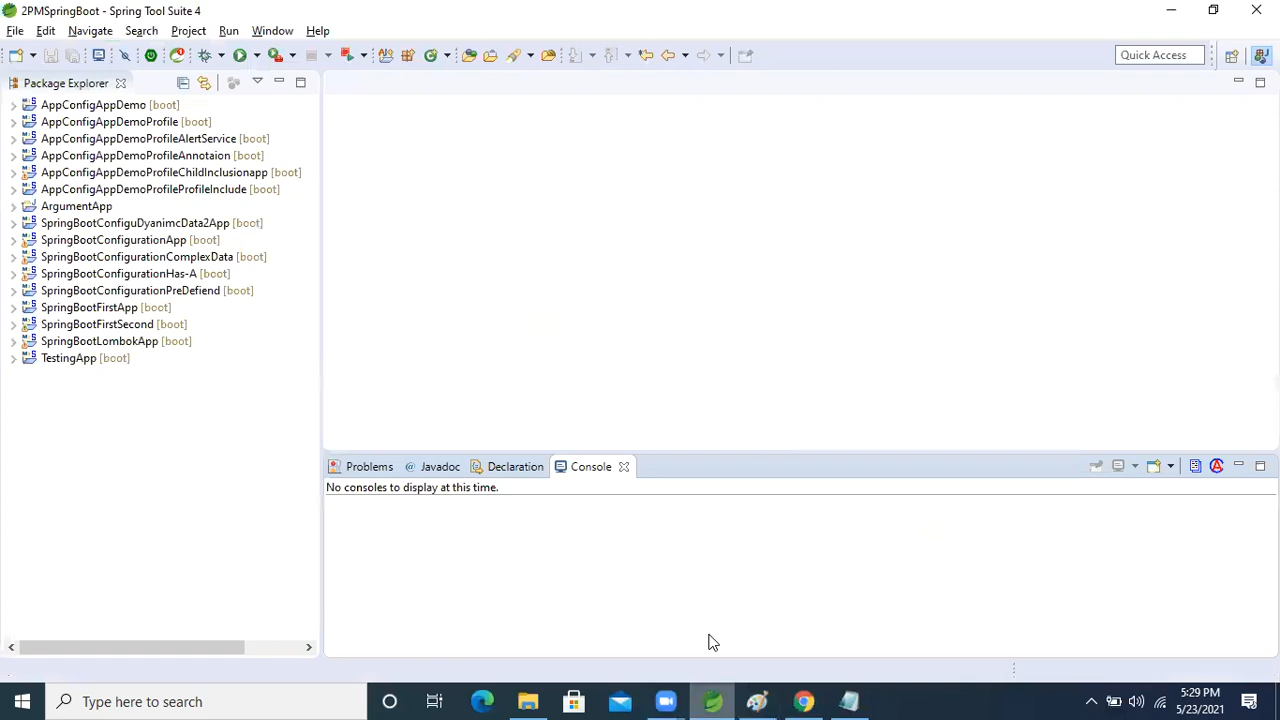 2PMSpringBoot - Spring Tool Suite 4
File Edit Navigate Search Project Run Window Help
Quick Access
Package Explorer
AppConfigAppDemo [boot]
AppConfigAppDemoProfile [boot]
AppConfigAppDemoProfileAlertService [boot]
AppConfigAppDemoProfileAnnotaion [boot]
AppConfigAppDemoProfileChildInclusionapp [boot]
AppConfigAppDemoProfileProfileInclude [boot]
ArgumentApp
SpringBootConfiguDyanimcData2App [boot]
SpringBootConfigurationApp [boot]
SpringBootConfigurationComplexData [boot]
SpringBootConfigurationHas-A [boot]
SpringBootConfigurationPreDefiend [boot]
SpringBootFirstApp [boot]
SpringBootFirstSecond [boot]
SpringBootLombokApp [boot]
TestingApp [boot]
Problems @ Javadoc Declaration Console
No consoles to display at this time.
Type here to search
5:29 PM
5/23/2021